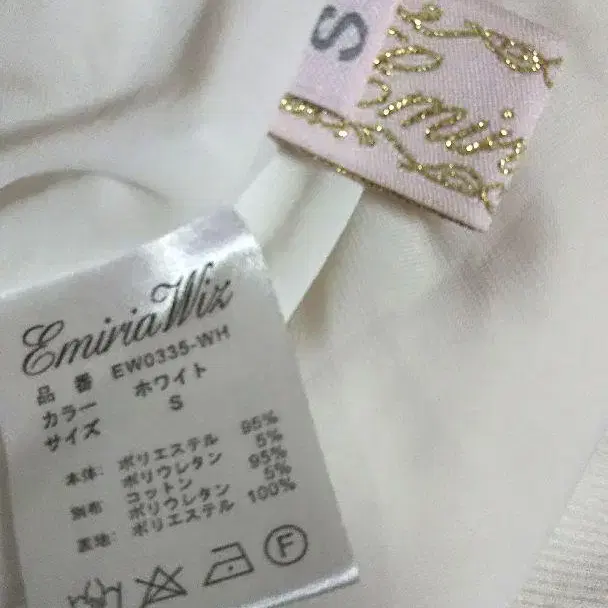 S
Emiria
EmiriaWiz
品 番 EW0335-WH
カラー ホワイト
サイズ S
本体: ポリエステル 95%
ポリウレタン 5%
別布 コットン 95%
ポリウレタン 5%
裏地: ポリエステル 100%
F